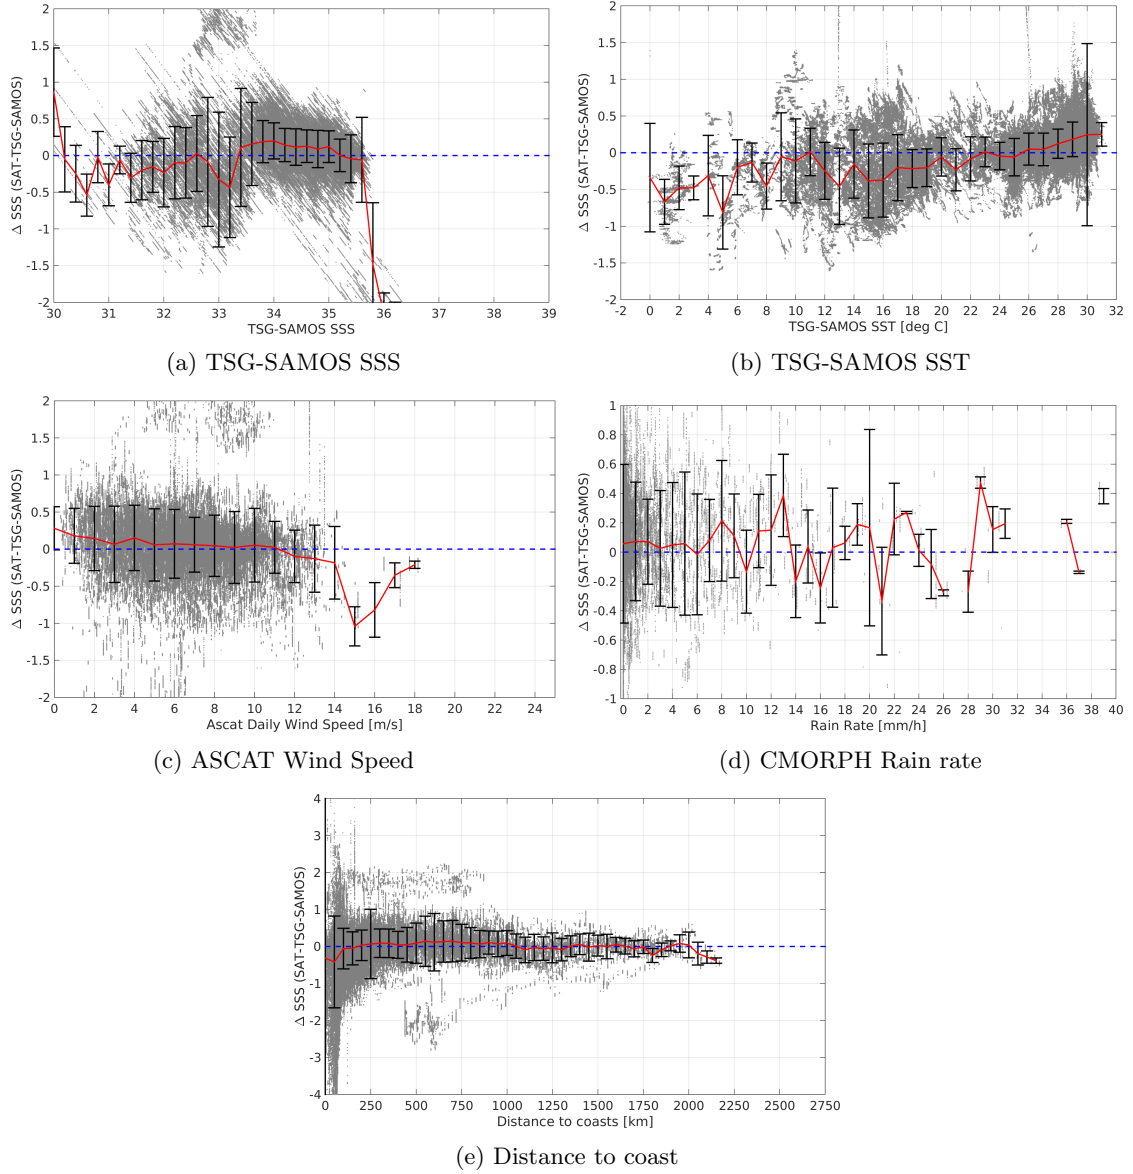 2
1.5
1
0.5
0
-0.5
-1
-1.5
-2
Δ SSS (SAT-TSG-SAMOS)
30 31 32 33 34 35 36 37 38 39
TSG-SAMOS SSS
(a) TSG-SAMOS SSS
2
1.5
1
0.5
0
-0.5
-1
-1.5
-2
Δ SSS (SAT-TSG-SAMOS)
-2 0 2 4 6 8 10 12 14 16 18 20 22 24 26 28 30 32
TSG-SAMOS SST [deg C]
(b) TSG-SAMOS SST
2
1.5
1
0.5
0
-0.5
-1
-1.5
-2
Δ SSS (SAT-TSG-SAMOS)
0 2 4 6 8 10 12 14 16 18 20 22 24
Ascat Daily Wind Speed [m/s]
(c) ASCAT Wind Speed
1
0.8
0.6
0.4
0.2
0
-0.2
-0.4
-0.6
-0.8
-1
Δ SSS (SAT-TSG-SAMOS)
0 2 4 6 8 10 12 14 16 18 20 22 24 26 28 30 32 34 36 38 40
Rain Rate [mm/h]
(d) CMORPH Rain rate
4
3
2
1
0
-1
-2
-3
-4
Δ SSS (SAT-TSG-SAMOS)
0 250 500 750 1000 1250 1500 1750 2000 2250 2500 2750
Distance to coasts [km]
(e) Distance to coast